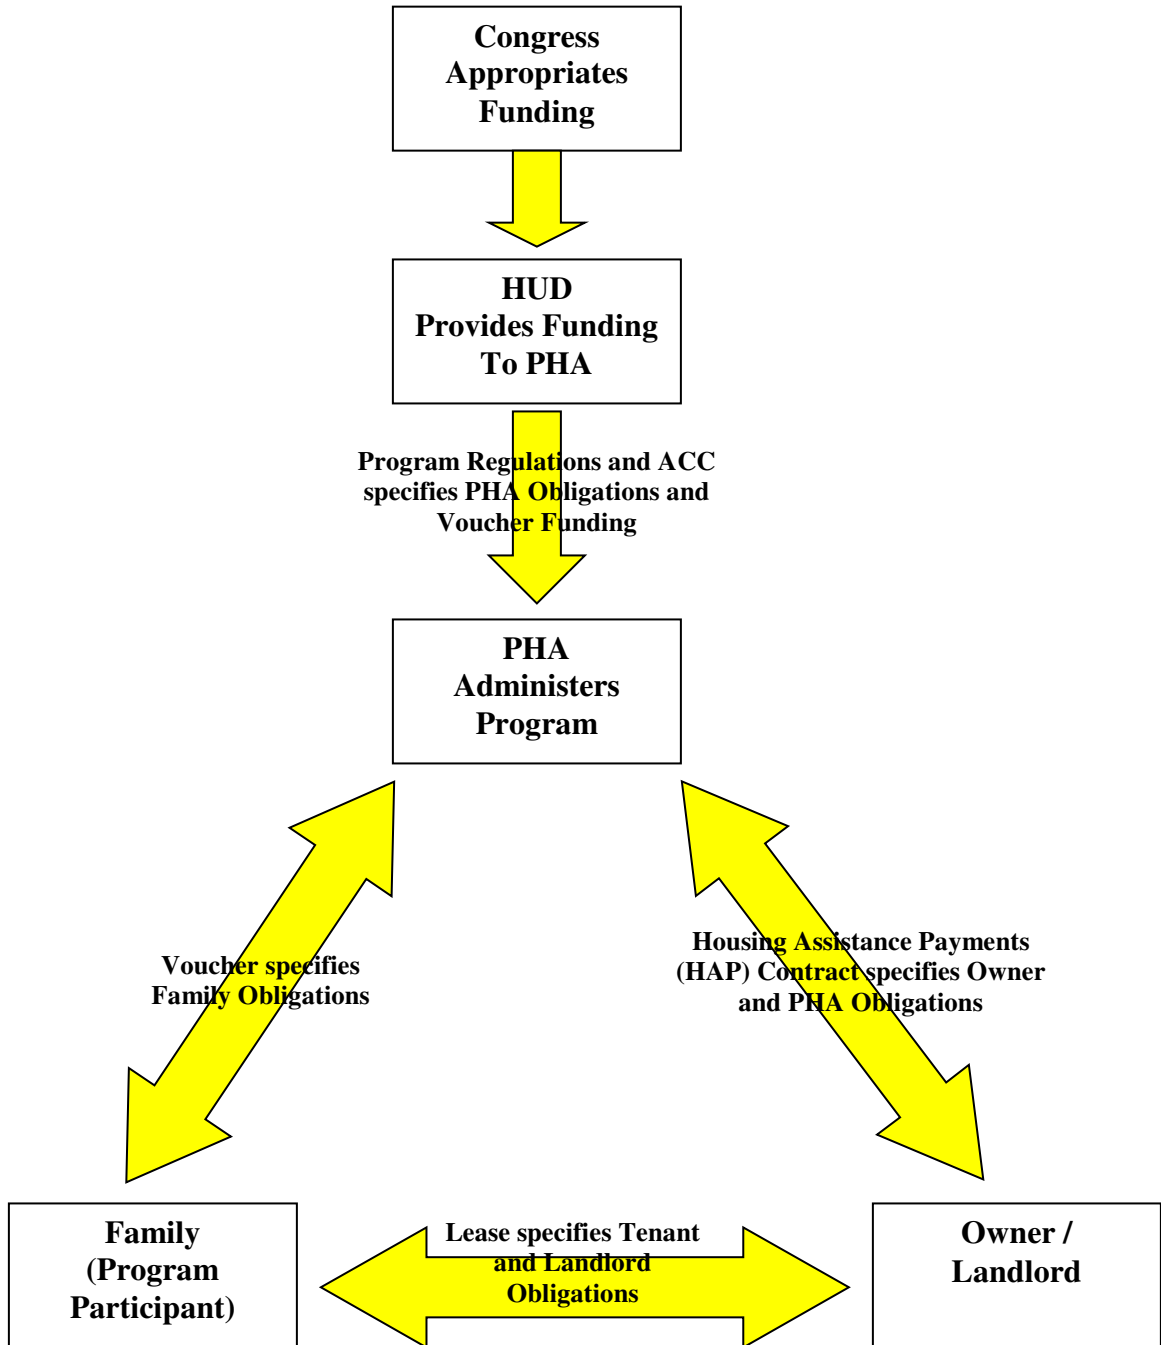 Congress
Appropriates
Funding
HUD
Provides Funding
To PHA
Program Regulations and ACC
specifies PHA Obligations and
Voucher Funding
PHA
Administers
Program
Voucher specifies
Family Obligations
Housing Assistance Payments
(HAP) Contract specifies Owner
and PHA Obligations
Family
(Program
Participant)
Lease specifies Tenant
and Landlord
Obligations
Owner /
Landlord